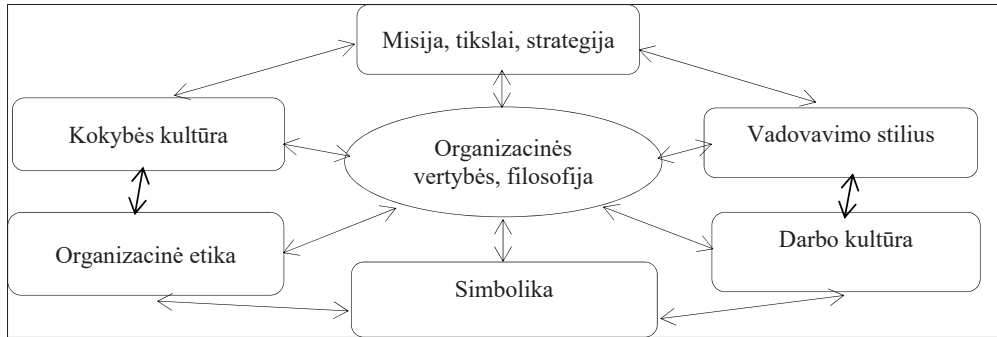 Misija, tikslai, strategija
Kokybės kultūra
Vadovavimo stilius
Organizacinės
vertybės, filosofija
Organizacinė etika
Darbo kultūra
Simbolika